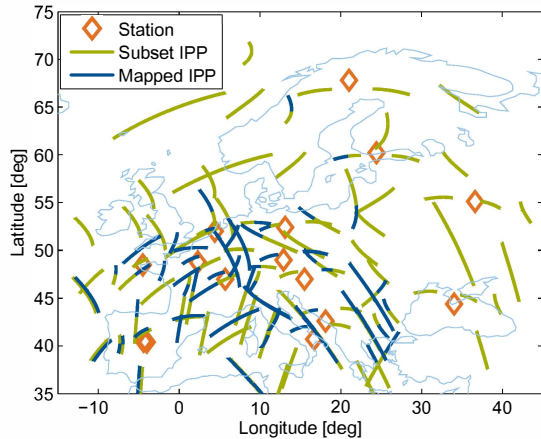 75
70
65
60
55
50
45
40
35
Latitude [deg]
Station
Subset IPP
Mapped IPP
−10 0 10 20 30 40
Longitude [deg]